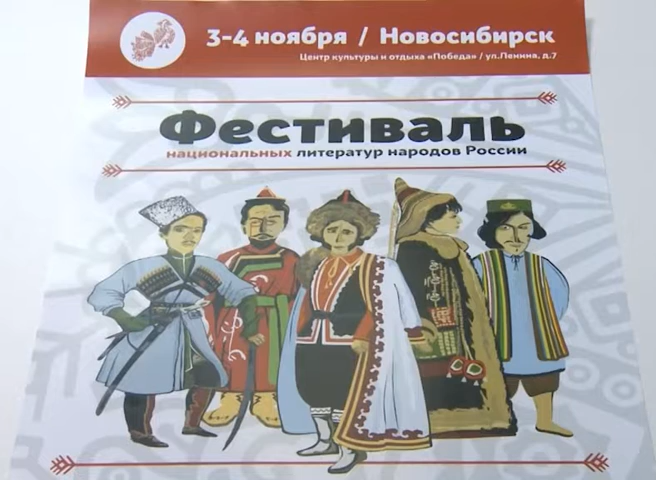 3-4 ноября / Новосибирск
Центр культуры и отдыха «Победа» / ул.Ленина, д.7
Фестиваль
национальных литератур народов России